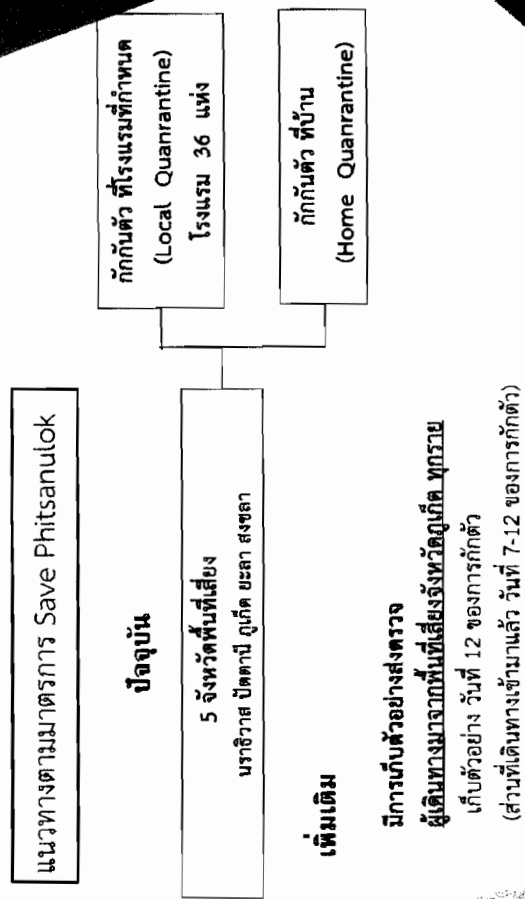 แนวทางตามมาตรการ Save Phitsanulok
ปัจจุบัน
5 จังหวัดพื้นที่เสี่ยง
นราธิวาส ปัตตานี ภูเก็ต ยะลา สงขลา
กักกันตัว ที่โรงแรมที่กำหนด
(Local Quanrantine)
โรงแรม 36 แห่ง
กักกันตัว ที่บ้าน
(Home Quanrantine)
เพิ่มเติม
มีการเก็บตัวอย่างส่งตรวจ
ผู้เดินทางมาจากพื้นที่เสี่ยงจังหวัดภูเก็ต ทุกราย
เก็บตัวอย่าง วันที่ 12 ของการกักตัว
(ส่วนที่เดินทางเข้ามาแล้ว วันที่ 7-12 ของการกักตัว)